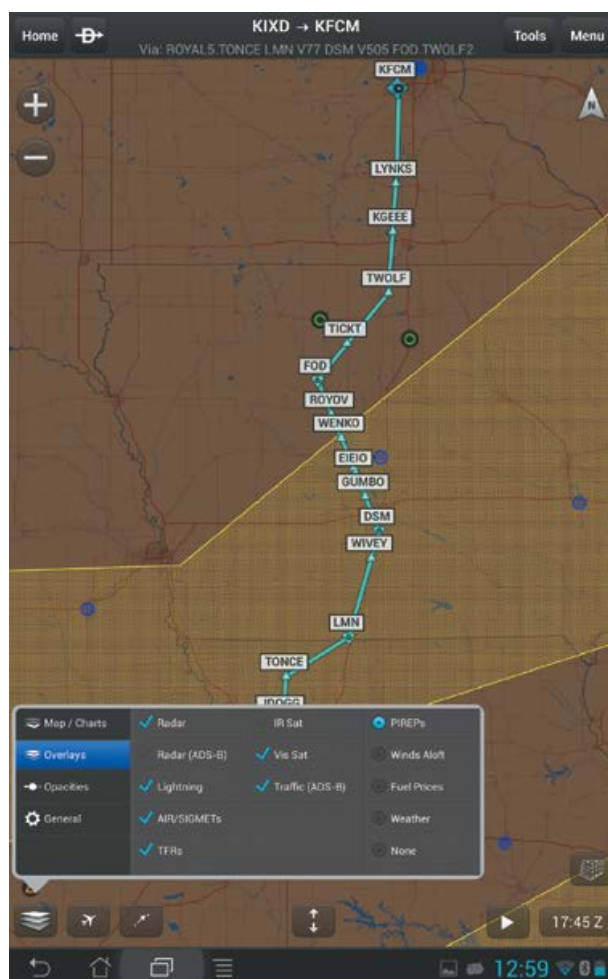 Home
KIXD → KFCM
Via: ROYAL5.TONCE LMN V77 DSM V505 FOD.TWOLF2
Tools
Menu
KFCM
N
LYNKS
KGEEE
TWOLF
TICKT
FOD
ROYOV
WENKO
EIEIO
GUMBO
DSM
WIVEY
LMN
TONCE
JDOGG
Map / Charts
Radar
IR Sat
PIREPs
Overlays
Radar (ADS-B)
Vis Sat
Winds Aloft
Opacities
Lightning
Traffic (ADS-B)
Fuel Prices
General
AIR/SIGMETs
Weather
TFRs
None
17:45 Z
12:59